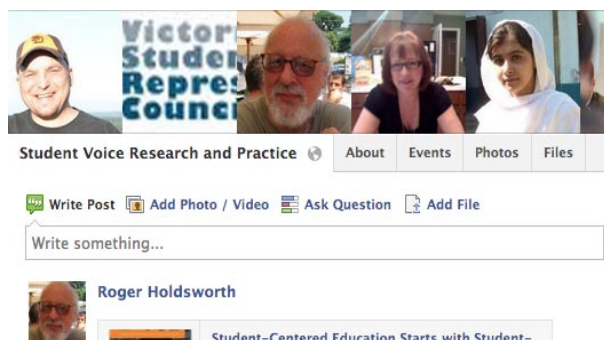 Victor
Studen
Repres
Counci
Student Voice Research and Practice About Events Photos Files
Write Post Add Photo / Video Ask Question Add File
Write something...
Roger Holdsworth
Student-Centered Education Starts with Student-